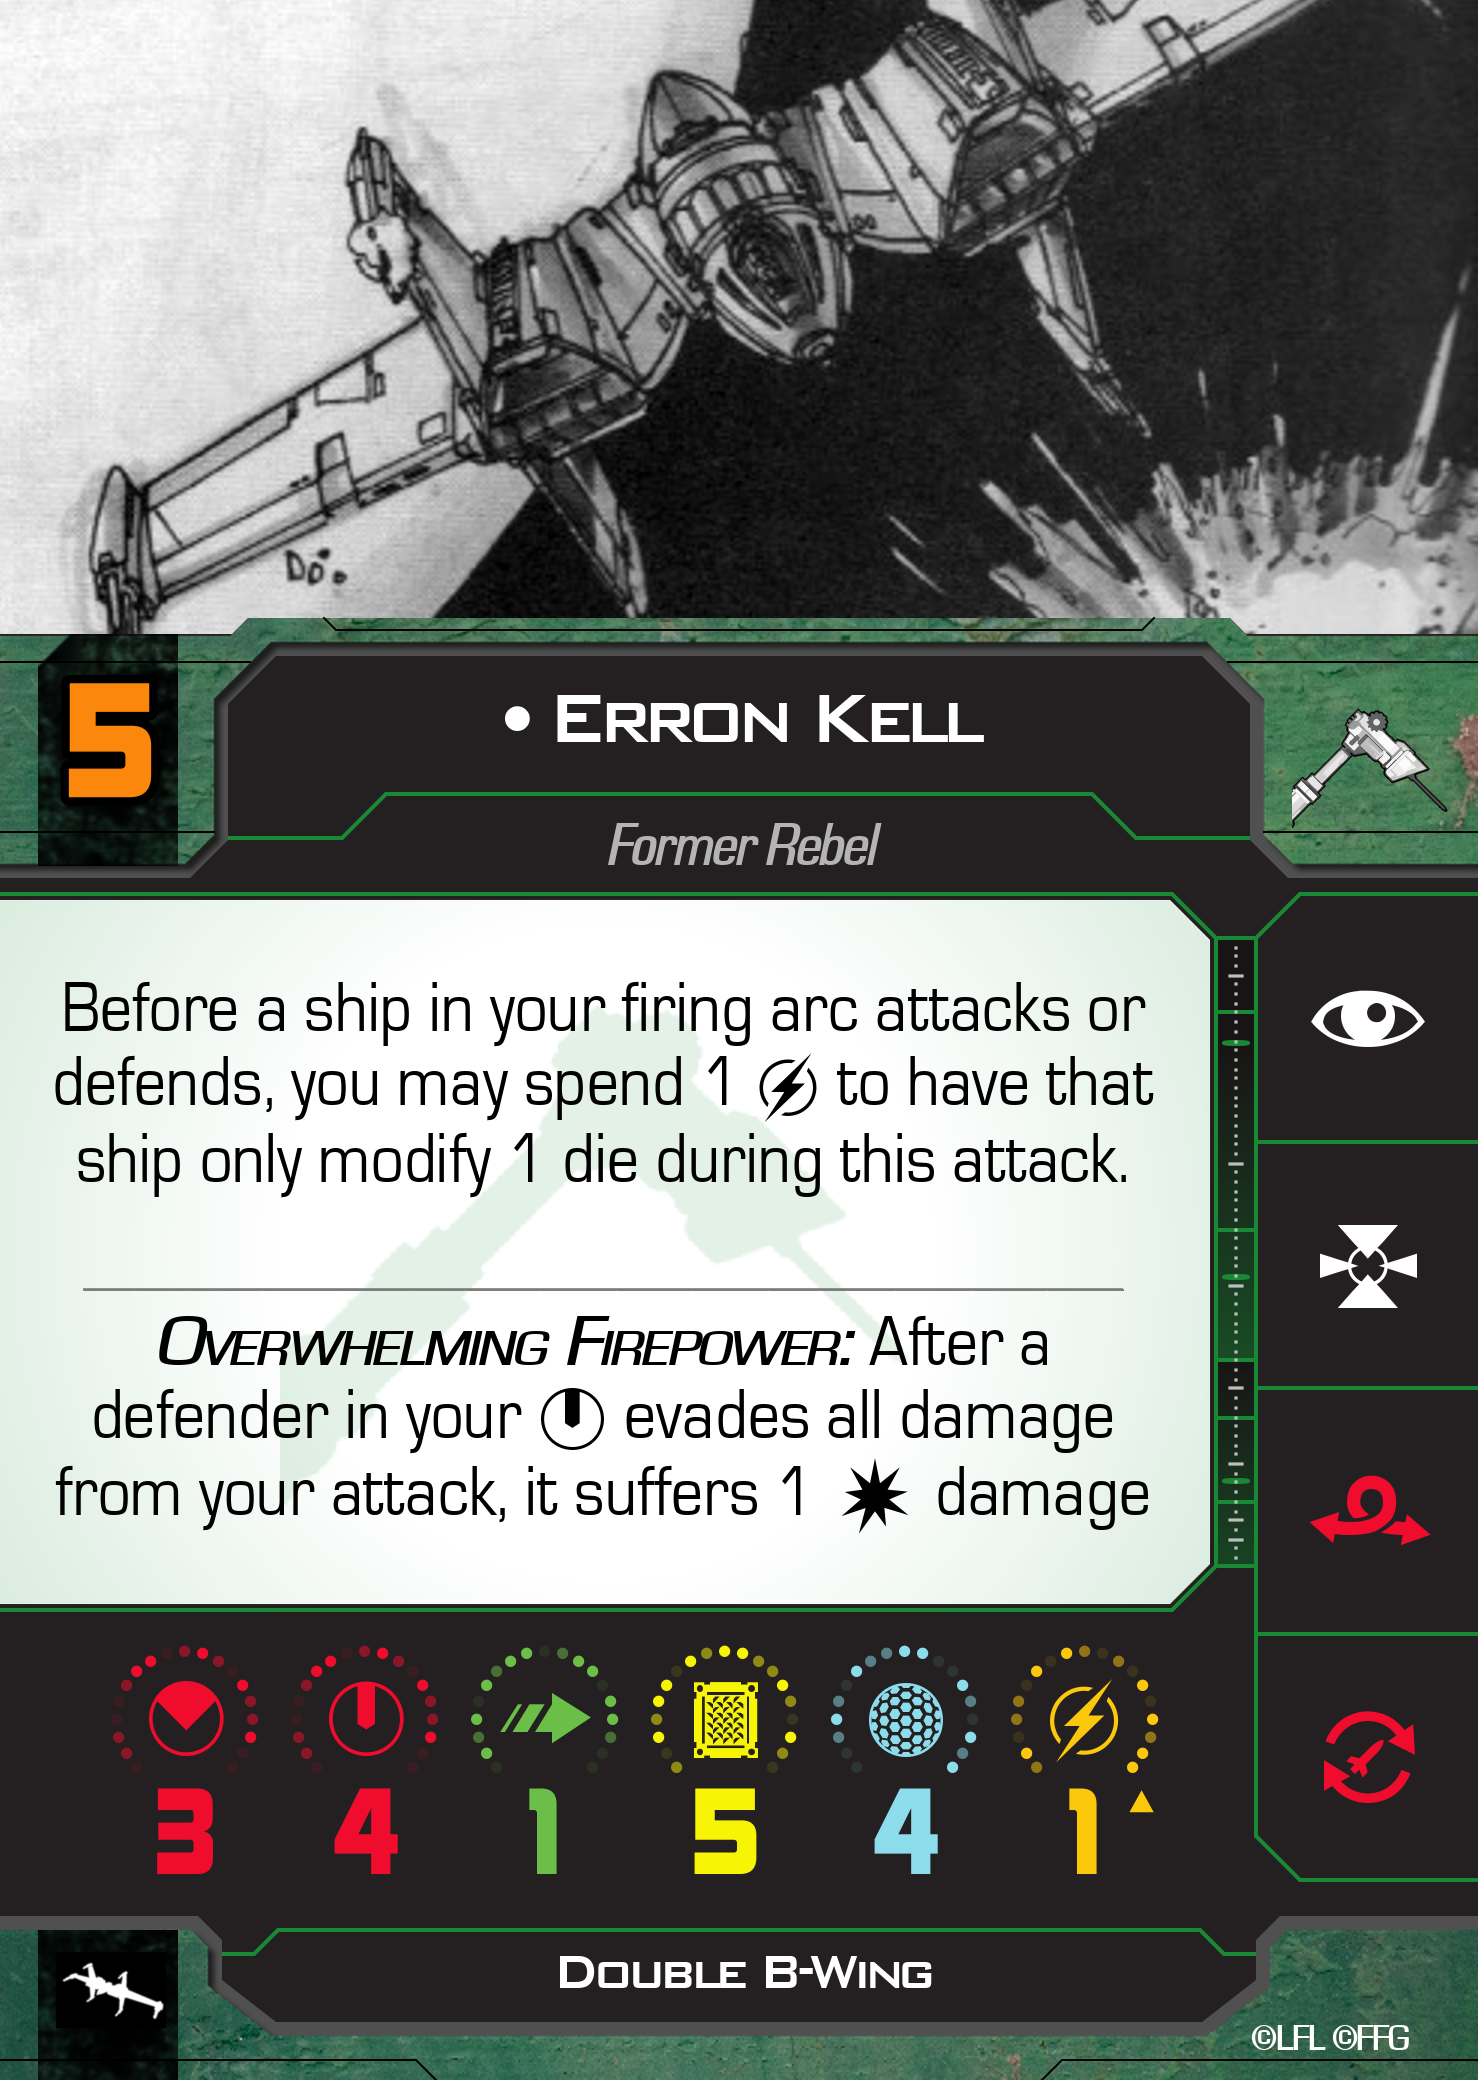 5
• Erron Kell
Former Rebel
Before a ship in your firing arc attacks or
defends, you may spend 1 to have that
ship only modify 1 die during this attack.
Overwhelming Firepower: After a
defender in your evades all damage
from your attack, it suffers 1 damage
3 4 1 5 4 1
Double B-Wing
©LFL ©FFG